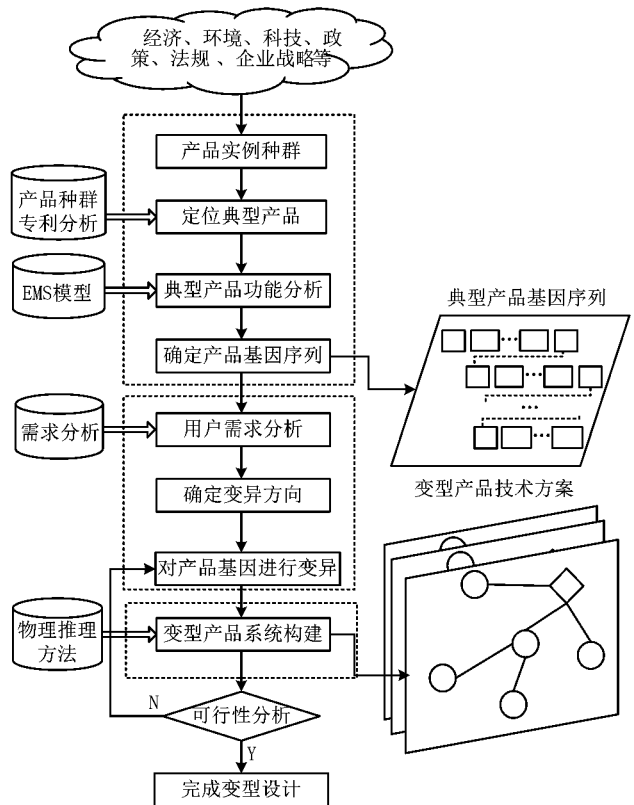 经济、环境、科技、政
策、法规、企业战略等
产品实例种群
产品种群
专利分析
定位典型产品
EMS模型
典型产品功能分析
典型产品基因序列
确定产品基因序列
...
...
...
...
...
需求分析
用户需求分析
变型产品技术方案
确定变异方向
对产品基因进行变异
物理推理
方法
变型产品系统构建
N
可行性分析
Y
完成变型设计